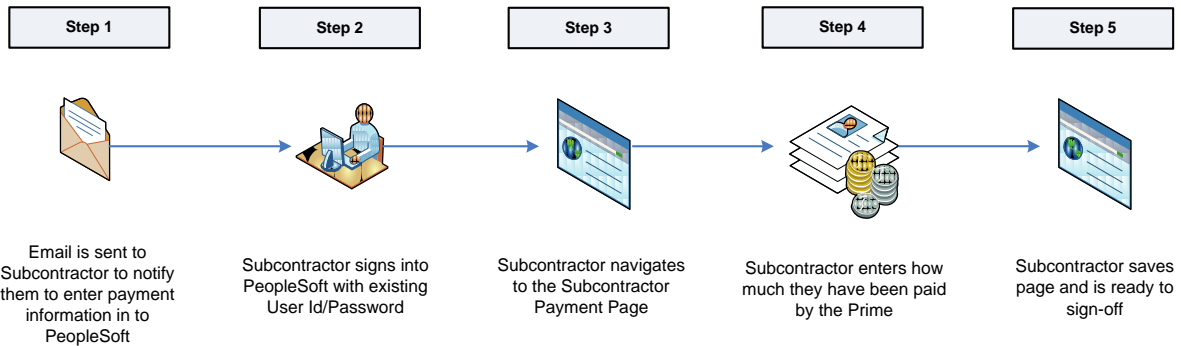 Step 1
Step 2
Step 3
Step 4
Step 5
Email is sent to
Subcontractor to notify
them to enter payment
information in to
PeopleSoft
Subcontractor signs into
PeopleSoft with existing
User Id/Password
Subcontractor navigates
to the Subcontractor
Payment Page
Subcontractor enters how
much they have been paid
by the Prime
Subcontractor saves
page and is ready to
sign-off